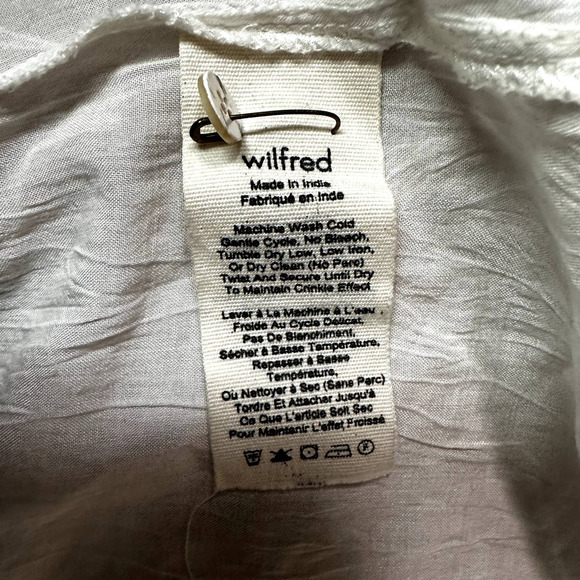 wilfred
Made In India
Fabriqué en Inde
Machine Wash Cold
Gentle Cycle, No Bleach,
Tumble Dry Low, Low Iron,
Or Dry Clean (No Perc)
Twist And Secure Until Dry
To Maintain Crinkle Effect
Laver à La Machine à L'eau
Froide Au Cycle Délicat,
Pas De Blanchiment,
Sécher à Basse Température,
Repasser à Basse
Température,
Où Nettoyer à Sec (Sans Parc)
Tordre Et Attacher Jusqu'à
Ce Que L'article Soit Sec
Pour Maintenir L'effet Froissé